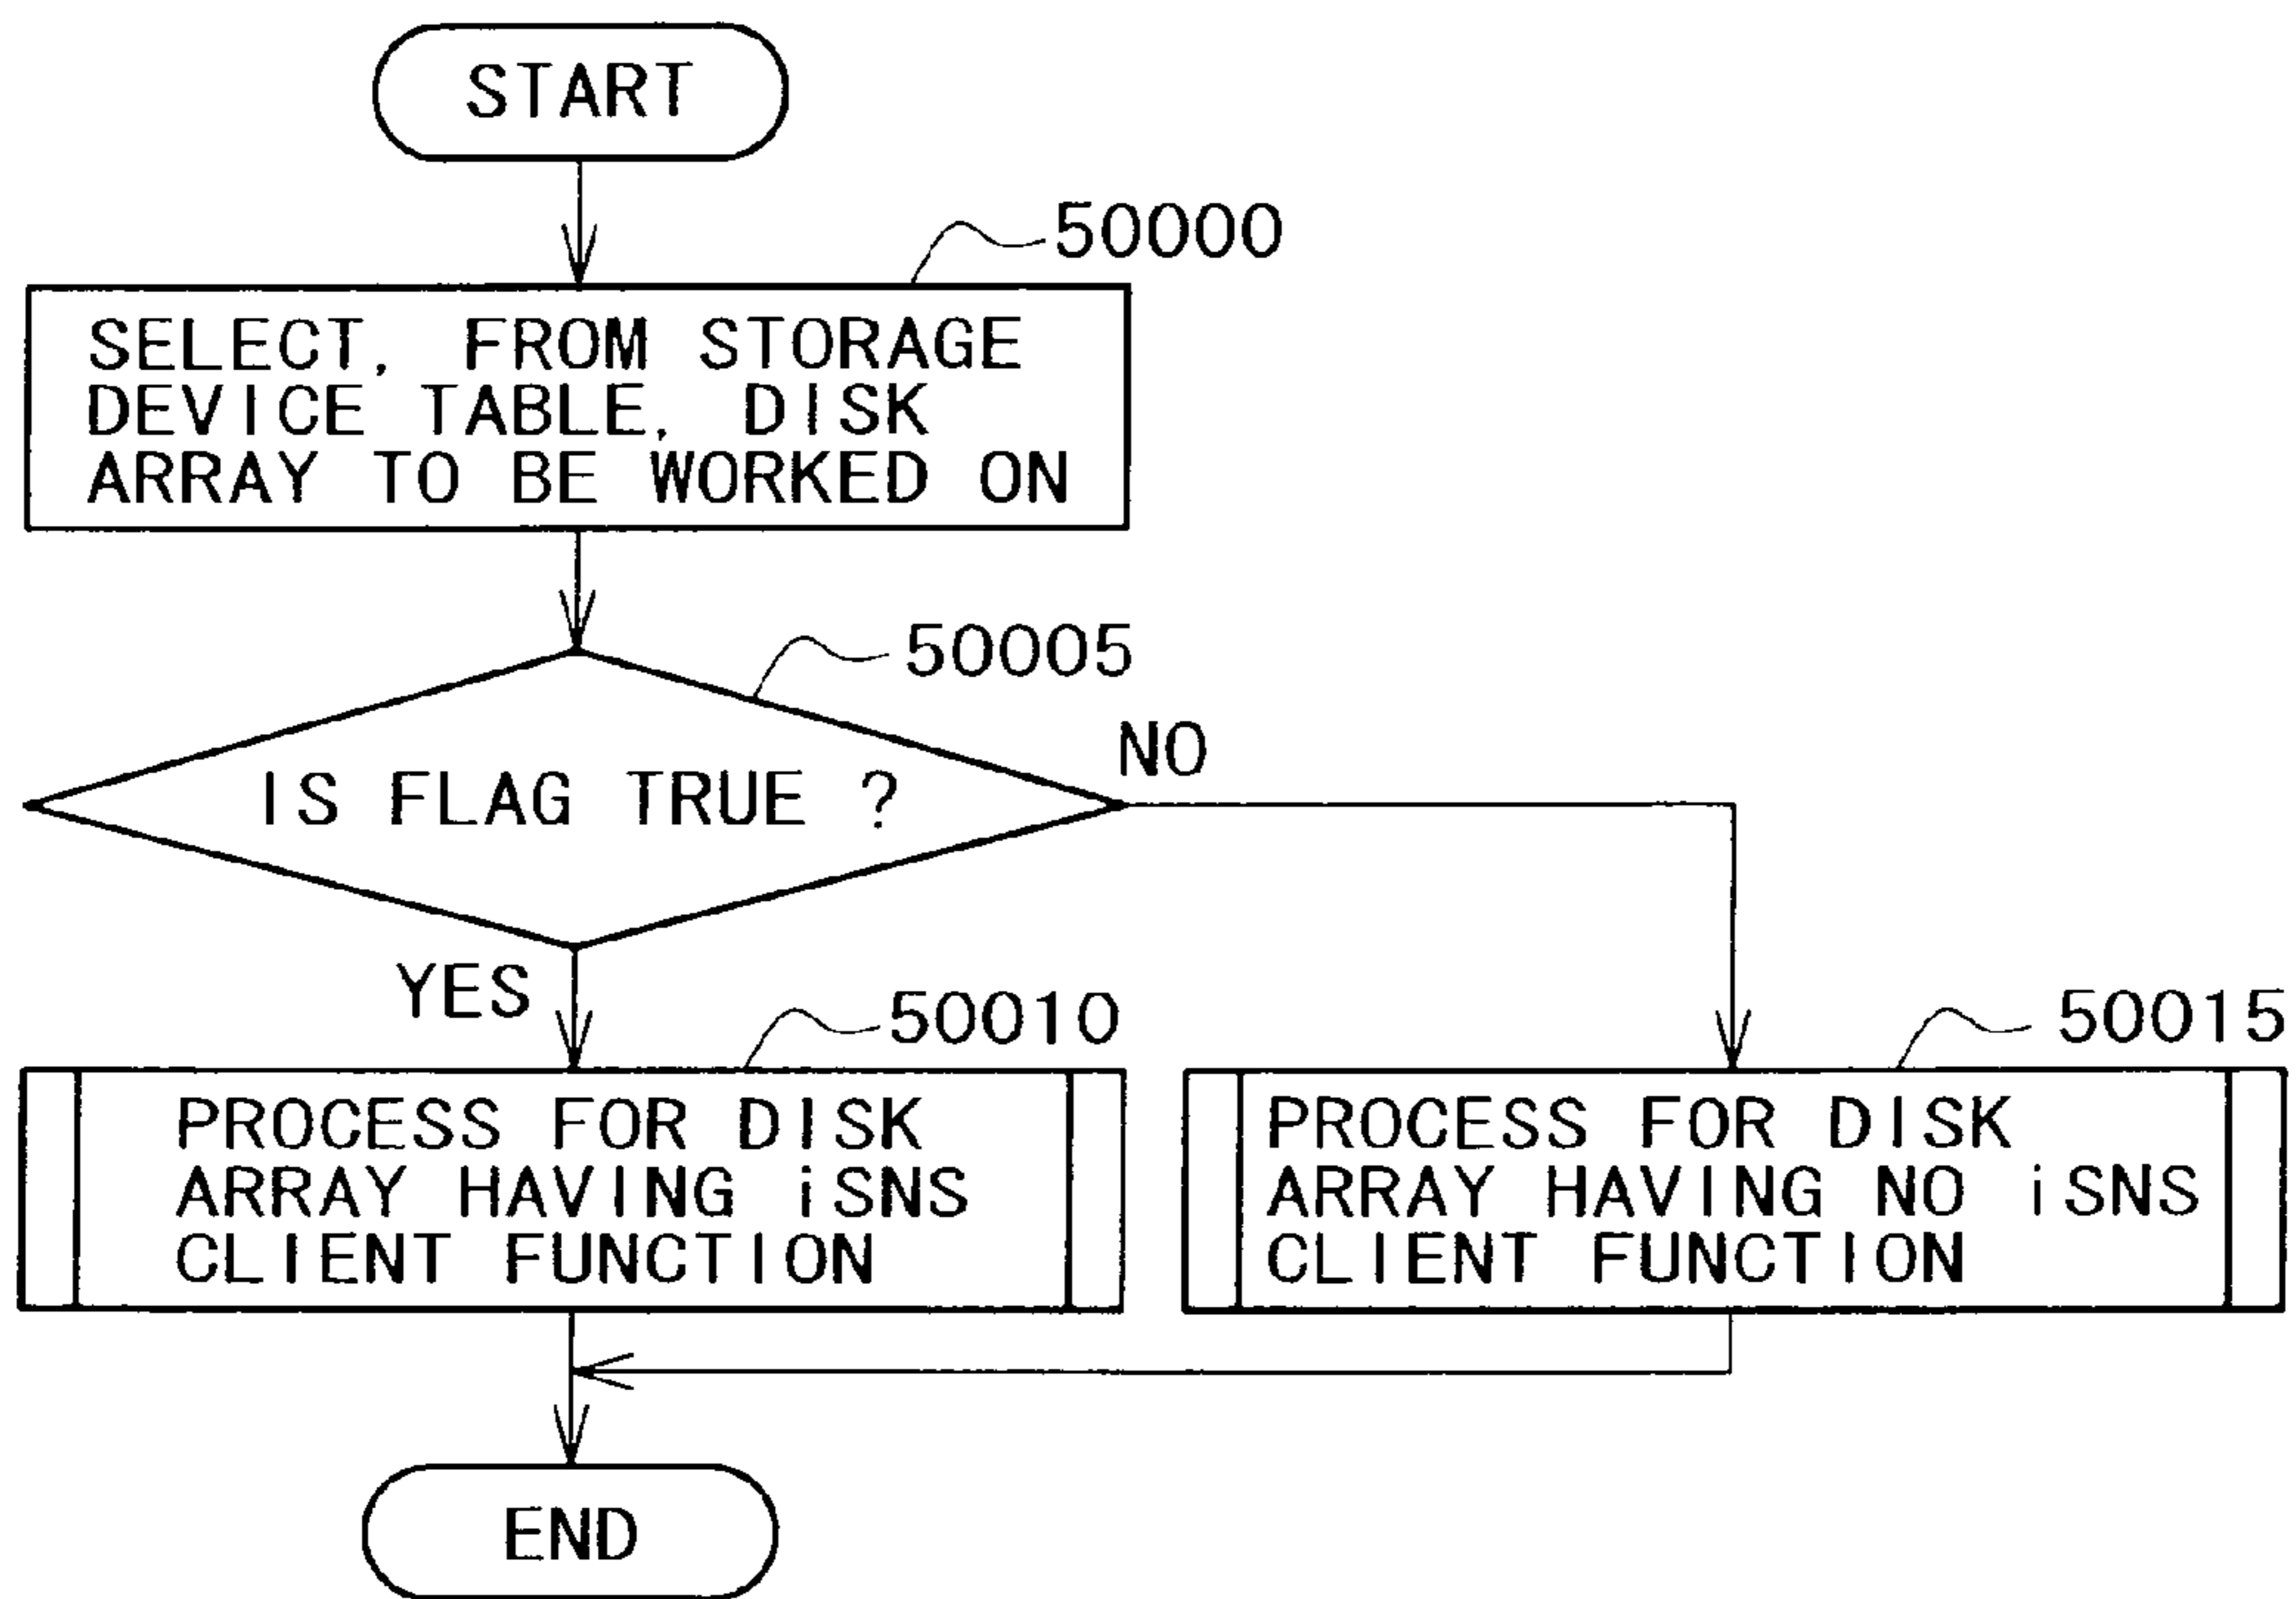 START
50000
SELECT, FROM STORAGE
DEVICE TABLE, DISK
ARRAY TO BE WORKED ON
50005
IS FLAG TRUE ?
NO
YES
50010
PROCESS FOR DISK
ARRAY HAVING iSNS
CLIENT FUNCTION
50015
PROCESS FOR DISK
ARRAY HAVING NO iSNS
CLIENT FUNCTION
END